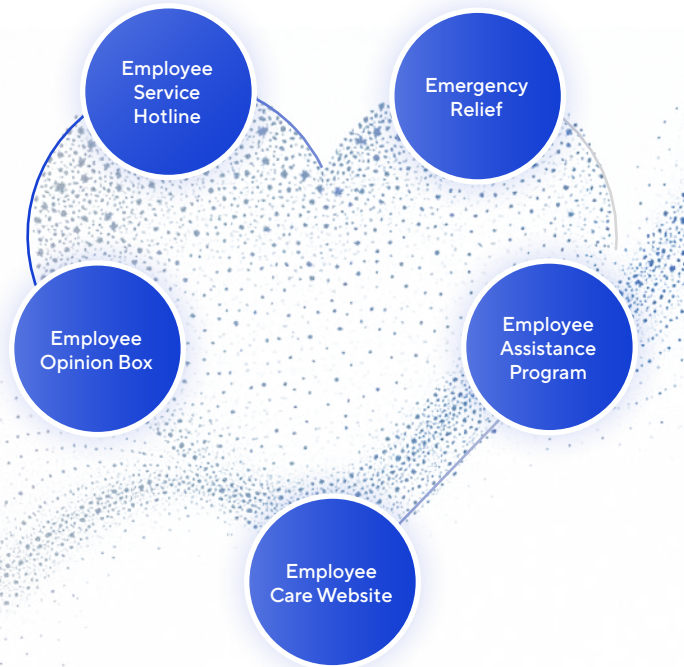 Employee
Service
Hotline
Emergency
Relief
Employee
Opinion Box
Employee
Assistance
Program
Employee
Care Website